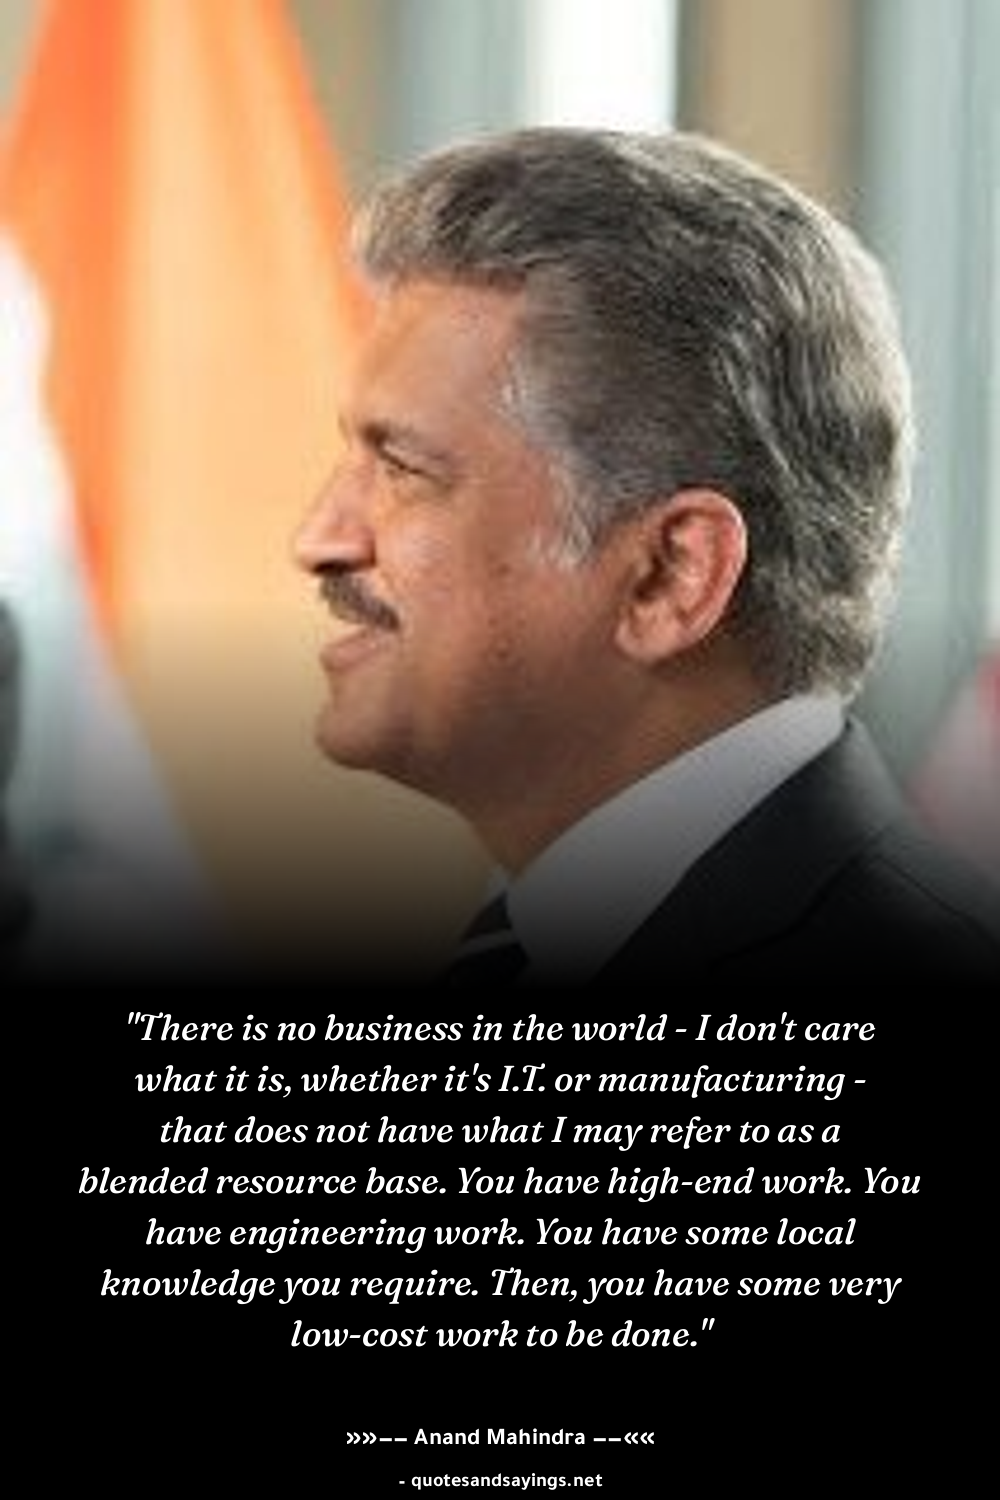 "There is no business in the world - I don't care
what it is, whether it's I.T. or manufacturing -
that does not have what I may refer to as a
blended resource base. You have high-end work. You
have engineering work. You have some local
knowledge you require. Then, you have some very
low-cost work to be done."
»»–– Anand Mahindra ––««
- quotesandsayings.net